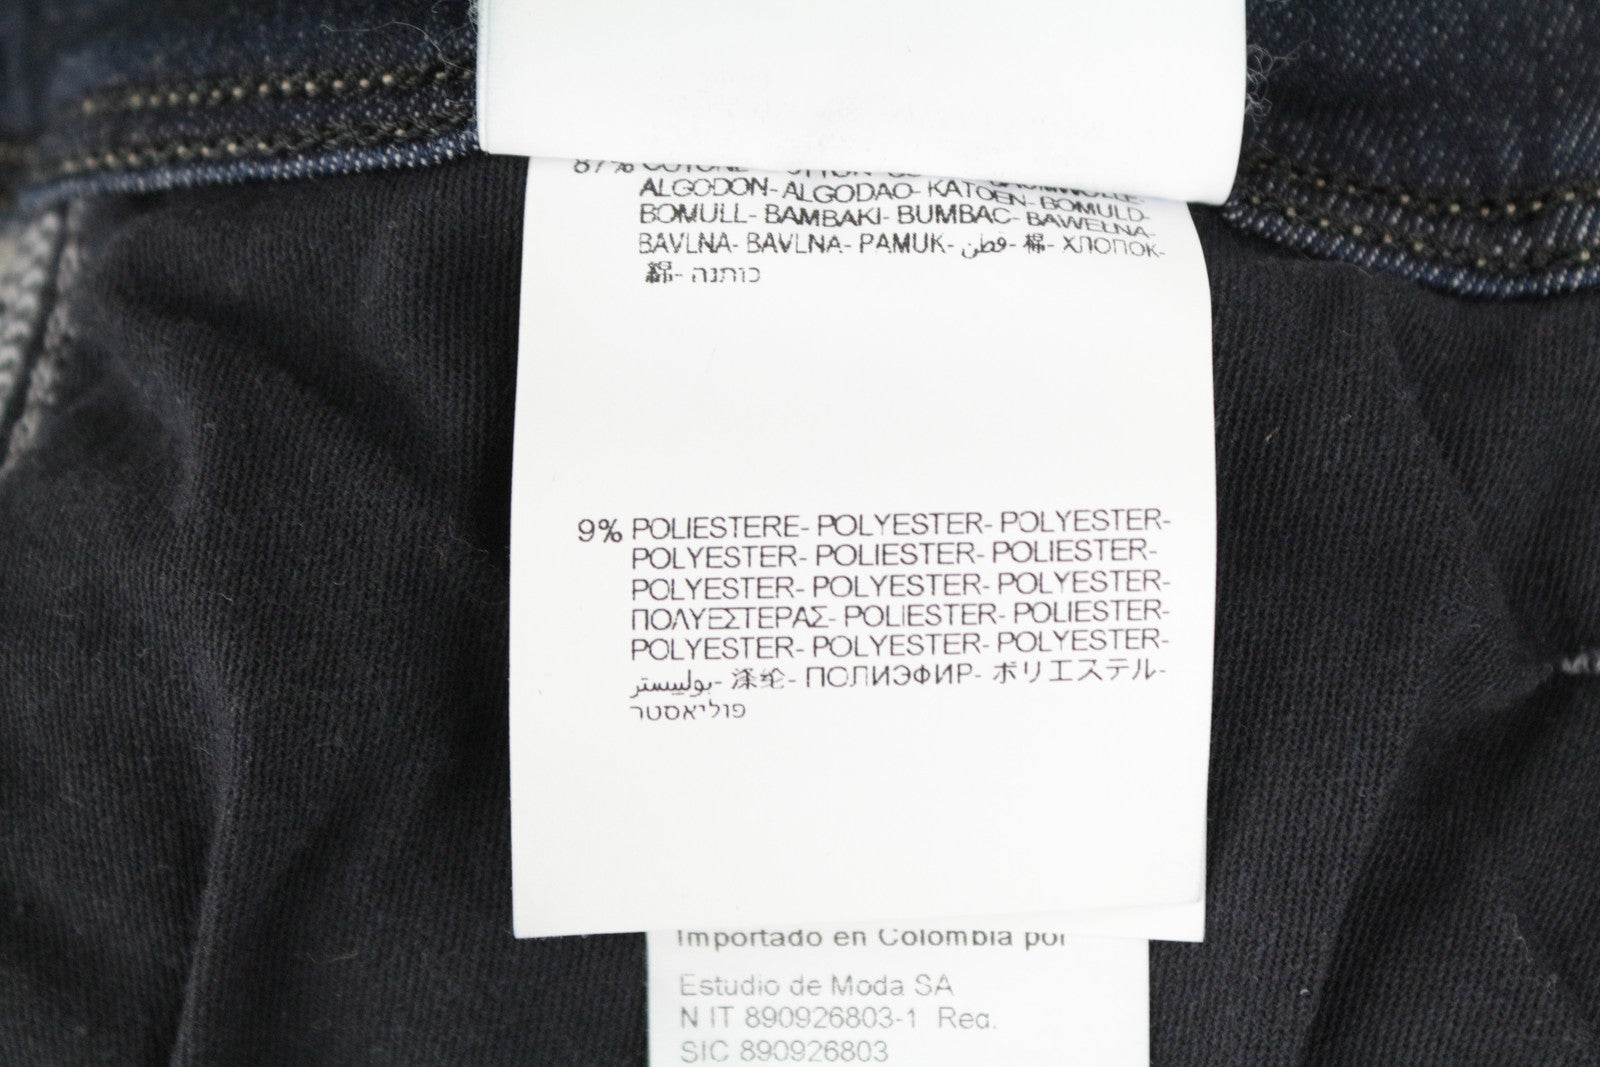 87% COTONE
ALGODON- ALGODAO- KATOEN- BOMULD-
BOMULL- BAMBAKI- BUMBAC- BAWEŁNA-
BAVLNA- BAVLNA- PAMUK- قطن- 棉- ХЛОПОК-
綿- כותנה
9% POLIESTERE- POLYESTER- POLYESTER-
POLYESTER- POLIESTER- POLIESTER-
POLYESTER- POLYESTER- POLYESTER-
ΠΟΛΥΕΣΤΕΡΑΣ- POLIESTER- POLIESTER-
POLYESTER- POLYESTER- POLYESTER-
بوليستر- 涤纶- ПОЛИЭФИР- ポリエステル-
פוליאסטר
Importado en Colombia por
Estudio de Moda SA
N IT 890926803-1 Reg.
SIC 890926803